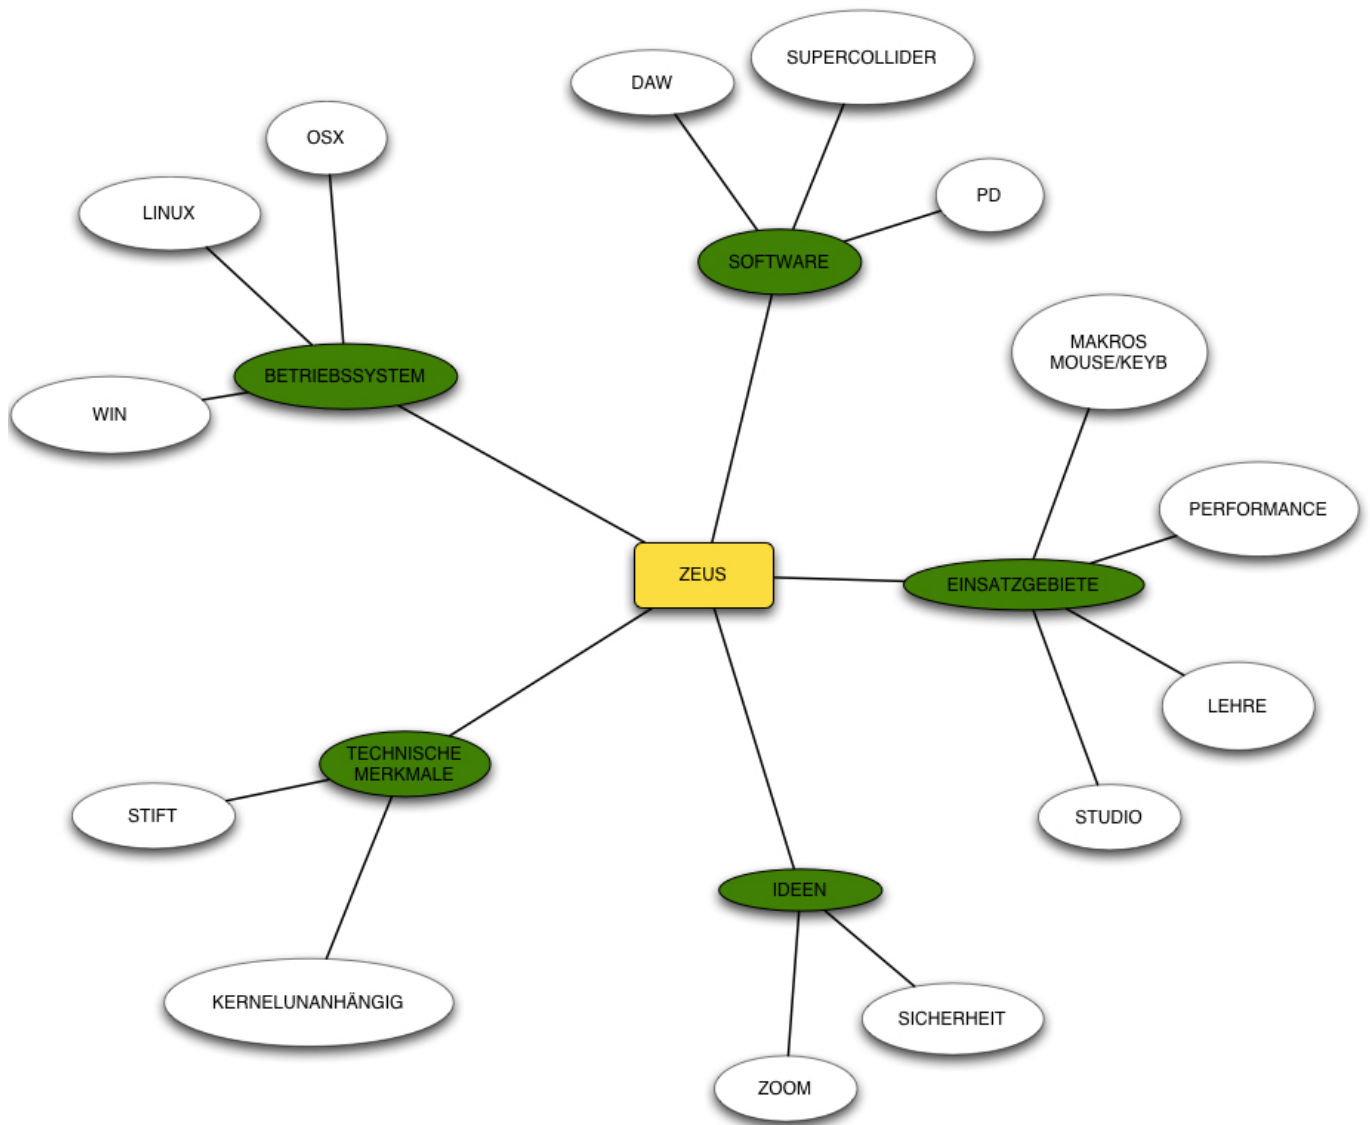 SUPERCOLLIDER
DAW
OSX
PD
LINUX
SOFTWARE
MAKROS
MOUSE/KEYB
BETRIEBSSYSTEM
WIN
PERFORMANCE
ZEUS
EINSATZGEBIETE
LEHRE
TECHNISCHE
MERKMALE
STIFT
STUDIO
IDEEN
KERNELUNANHÄNGIG
SICHERHEIT
ZOOM